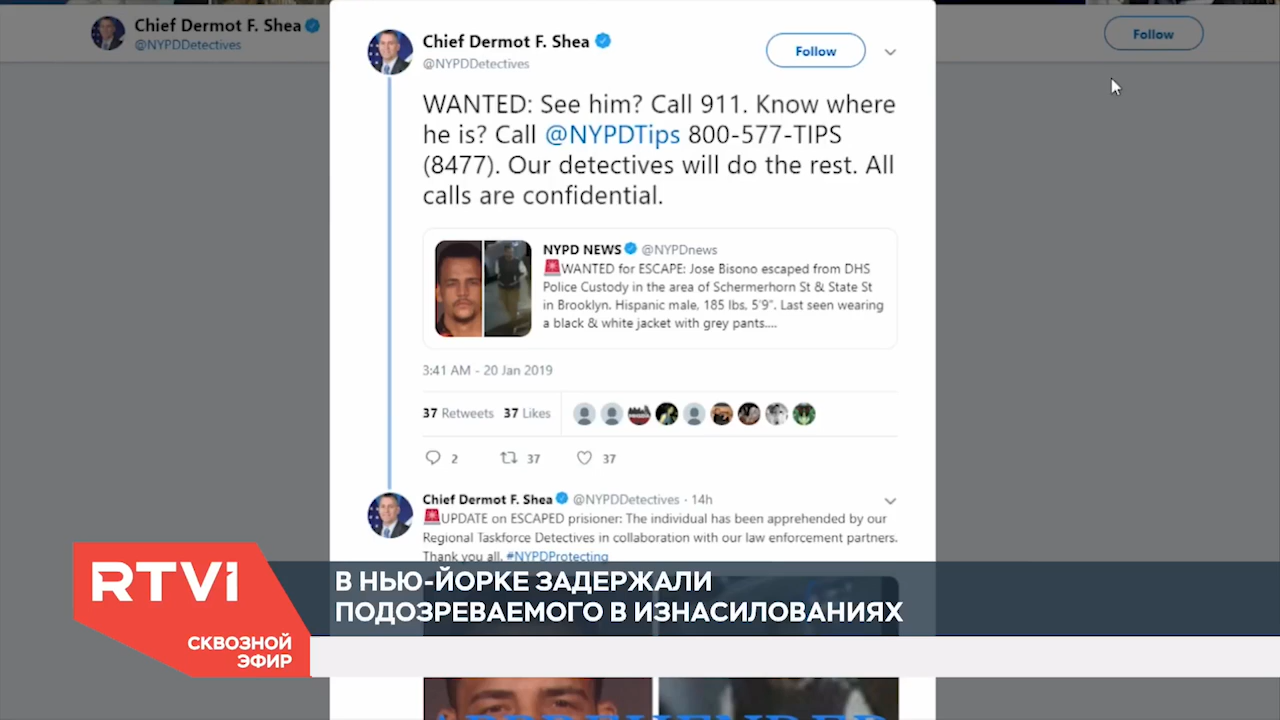 Chief Dermot F. Shea
@NYPDDetectives
Follow
Chief Dermot F. Shea
@NYPDDetectives
Follow
WANTED: See him? Call 911. Know where
he is? Call @NYPDTips 800-577-TIPS
(8477). Our detectives will do the rest. All
calls are confidential.
NYPD NEWS @NYPDnews
WANTED for ESCAPE: Jose Bisono escaped from DHS
Police Custody in the area of Schermerhorn St & State St
in Brooklyn. Hispanic male, 185 lbs, 5'9". Last seen wearing
a black & white jacket with grey pants....
3:41 AM - 20 Jan 2019
37 Retweets 37 Likes
2 37 37
Chief Dermot F. Shea @NYPDDetectives · 14h
UPDATE on ESCAPED prisioner: The individual has been apprehended by our
Regional Taskforce Detectives in collaboration with our law enforcement partners.
Thank you all. #NYPDProtecting
RTVI
СКВОЗНОЙ
ЭФИР
В НЬЮ-ЙОРКЕ ЗАДЕРЖАЛИ
ПОДОЗРЕВАЕМОГО В ИЗНАСИЛОВАНИЯХ